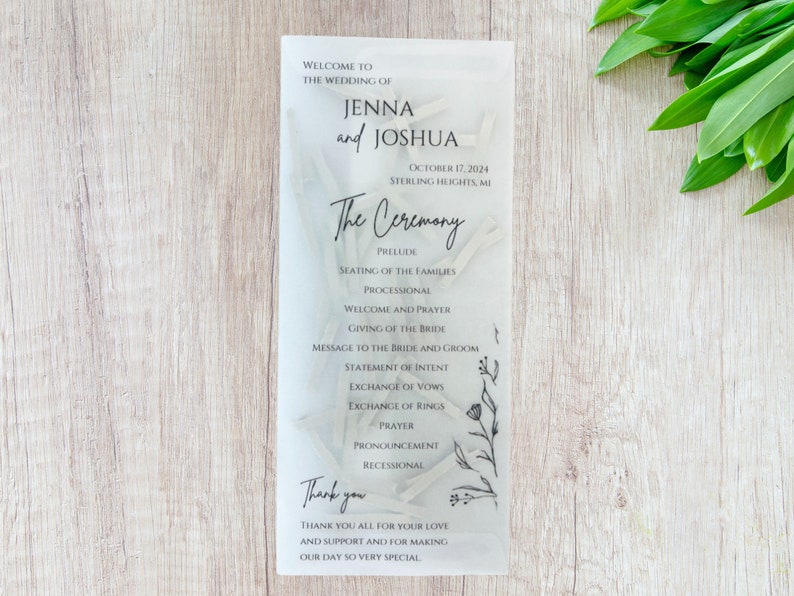 Welcome to
the wedding of
Jenna
and Joshua
October 17, 2024
Sterling Heights, MI
The Ceremony
Prelude
Seating of the Families
Processional
Welcome and Prayer
Giving of the Bride
Message to the Bride and Groom
Statement of Intent
Exchange of Vows
Exchange of Rings
Prayer
Pronouncement
Recessional
Thank you
Thank you all for your love
and support and for making
our day so very special.